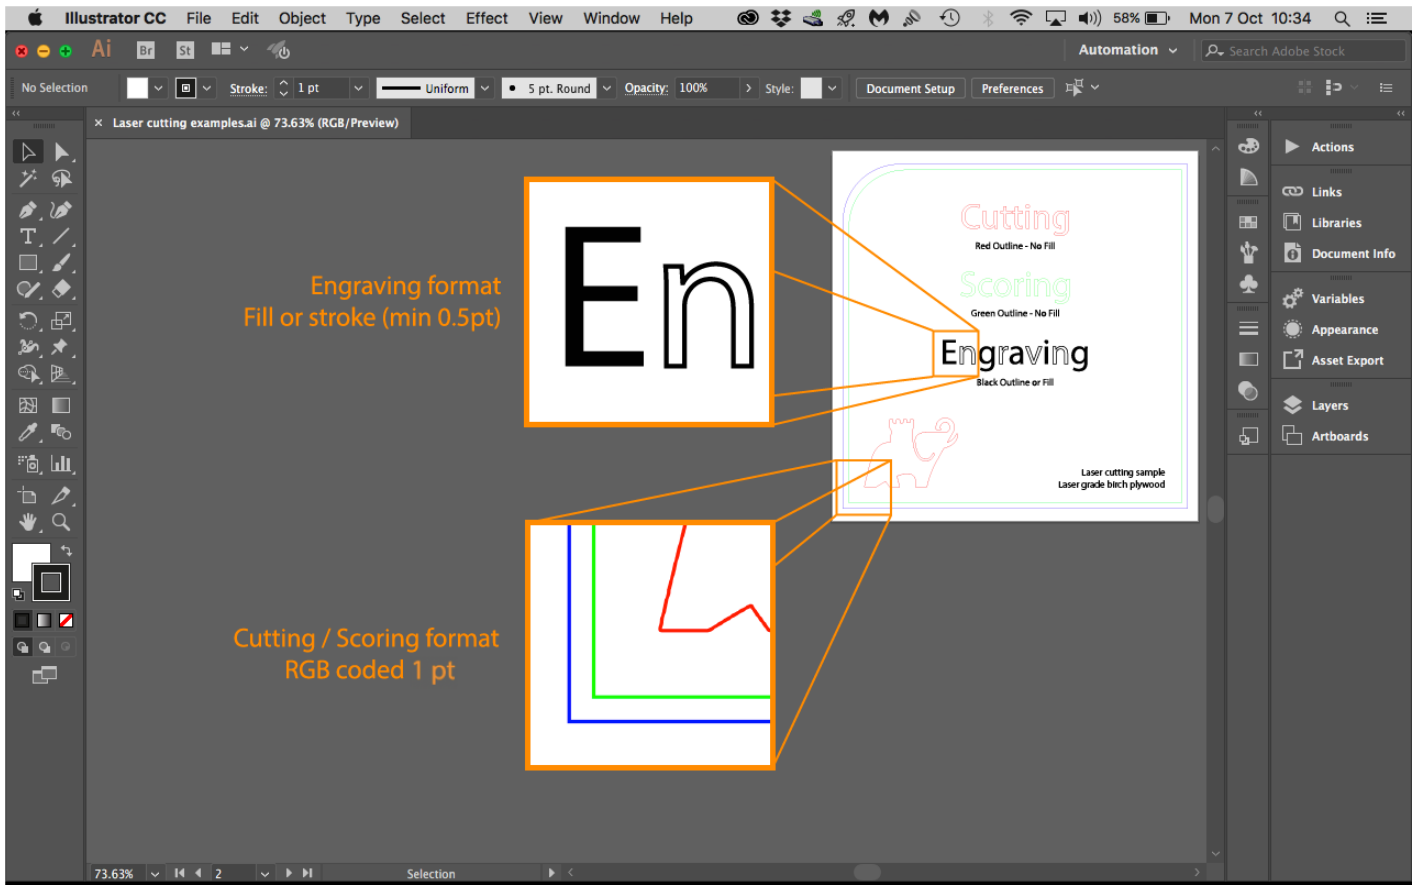 Illustrator CC File Edit Object Type Select Effect View Window Help 58% Mon 7 Oct 10:34
Ai Br St Automation Search Adobe Stock
No Selection Stroke: 1 pt Uniform 5 pt. Round Opacity: 100% Style: Document Setup Preferences
× Laser cutting examples.ai @ 73.63% (RGB/Preview)
Engraving format
Fill or stroke (min 0.5pt)
En
Cutting / Scoring format
RGB coded 1 pt
Cutting
Red Outline - No Fill
Scoring
Green Outline - No Fill
Engraving
Black Outline or Fill
Laser cutting sample
Laser grade birch plywood
Actions
Links
Libraries
Document Info
Variables
Appearance
Asset Export
Layers
Artboards
73.63% 2 Selection